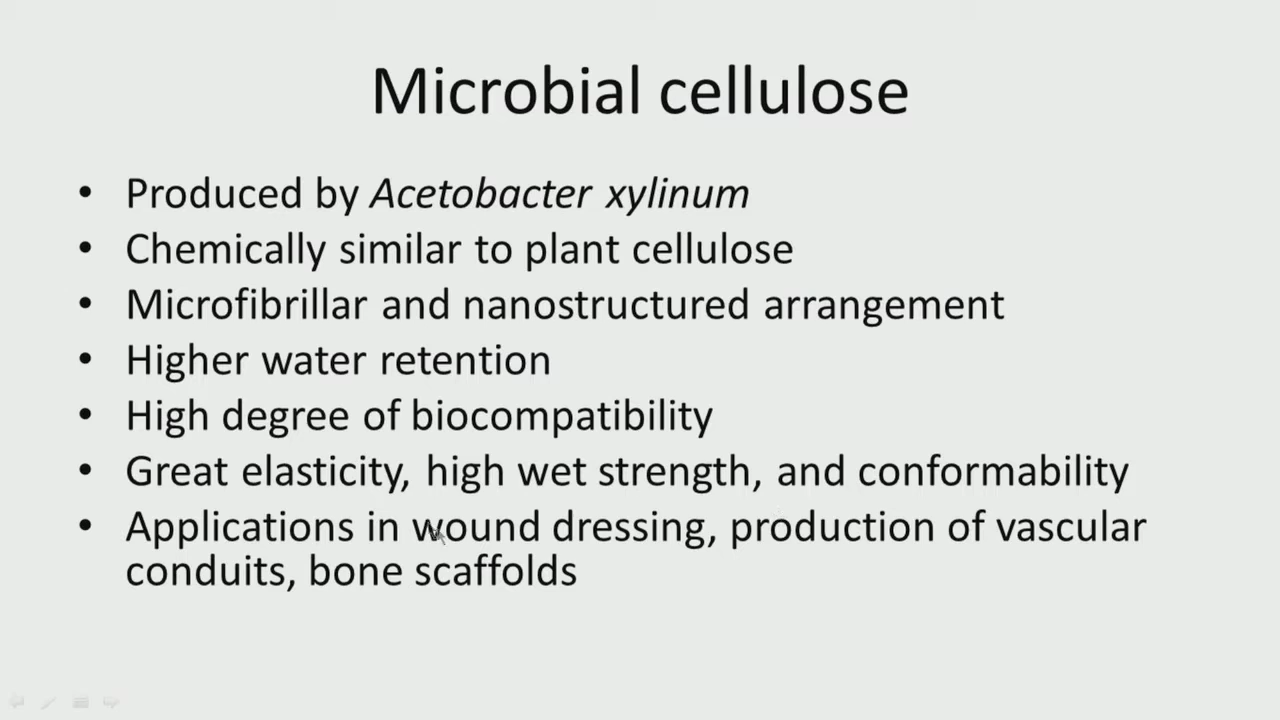 Microbial cellulose
• Produced by Acetobacter xylinum
• Chemically similar to plant cellulose
• Microfibrillar and nanostructured arrangement
• Higher water retention
• High degree of biocompatibility
• Great elasticity, high wet strength, and conformability
• Applications in wound dressing, production of vascular
conduits, bone scaffolds